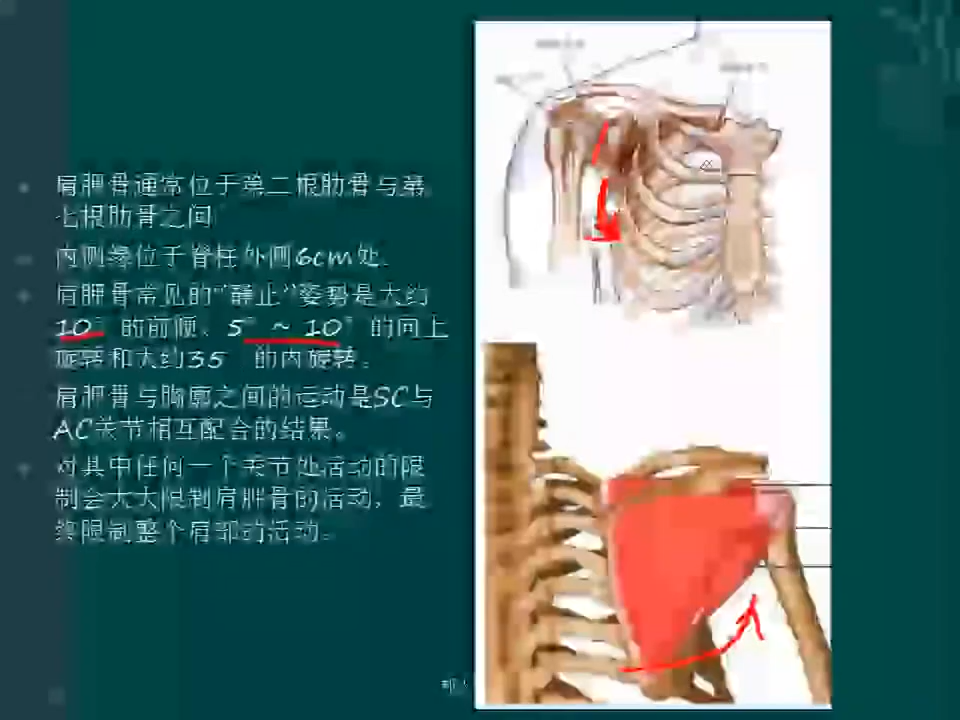 肩胛骨通常位于第二根肋骨与第
七根肋骨之间
内侧缘位于脊柱外侧6cm处.
肩胛骨常见的“静止”姿势是大约
10°的前倾、5°~10°的向上
旋转和大约35°的内旋转。
肩胛骨与胸廓之间的运动是SC与
AC关节相互配合的结果。
对其中任何一个关节处活动的限
制会大大限制肩胛骨的活动，最
终限制整个肩部动活动。